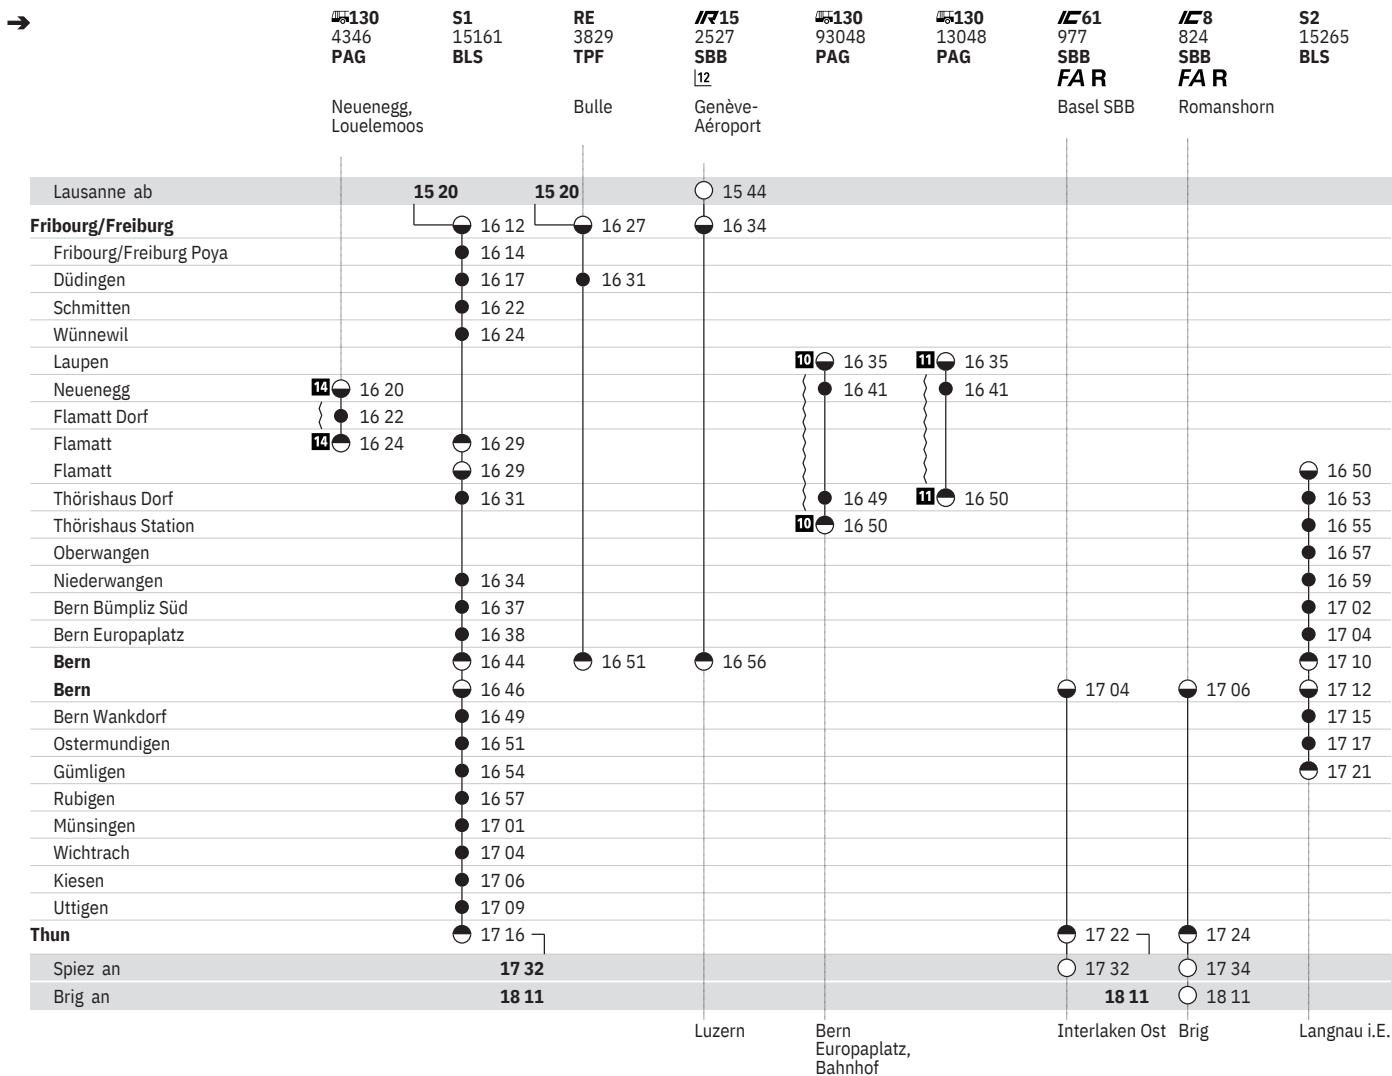 ➔ 130 S1 RE IR15 130 130 IC61 IC8 S2
4346 15161 3829 2527 93048 13048 977 824 15265
PAG BLS TPF SBB PAG PAG SBB SBB BLS
12 FA R FA R
Neuenegg, Bulle Genève- Basel SBB Romanshorn
Louelemoos Aéroport
Lausanne ab 15 20 15 20 15 44
Fribourg/Freiburg 16 12 16 27 16 34
Fribourg/Freiburg Poya 16 14
Düdingen 16 17 16 31
Schmitten 16 22
Wünnewil 16 24
Laupen 10 16 35 11 16 35
Neuenegg 14 16 20 16 41 16 41
Flamatt Dorf 16 22
Flamatt 14 16 24 16 29
Flamatt 16 29 16 50
Thörishaus Dorf 16 31 16 49 11 16 50 16 53
Thörishaus Station 10 16 50 16 55
Oberwangen 16 57
Niederwangen 16 34 16 59
Bern Bümpliz Süd 16 37 17 02
Bern Europaplatz 16 38 17 04
Bern 16 44 16 51 16 56 17 10
Bern 16 46 17 04 17 06 17 12
Bern Wankdorf 16 49 17 15
Ostermundigen 16 51 17 17
Gümligen 16 54 17 21
Rubigen 16 57
Münsingen 17 01
Wichtrach 17 04
Kiesen 17 06
Uttigen 17 09
Thun 17 16 17 22 17 24
Spiez an 17 32 17 32 17 34
Brig an 18 11 18 11 18 11
Luzern Bern Interlaken Ost Brig Langnau i.E.
Europaplatz,
Bahnhof